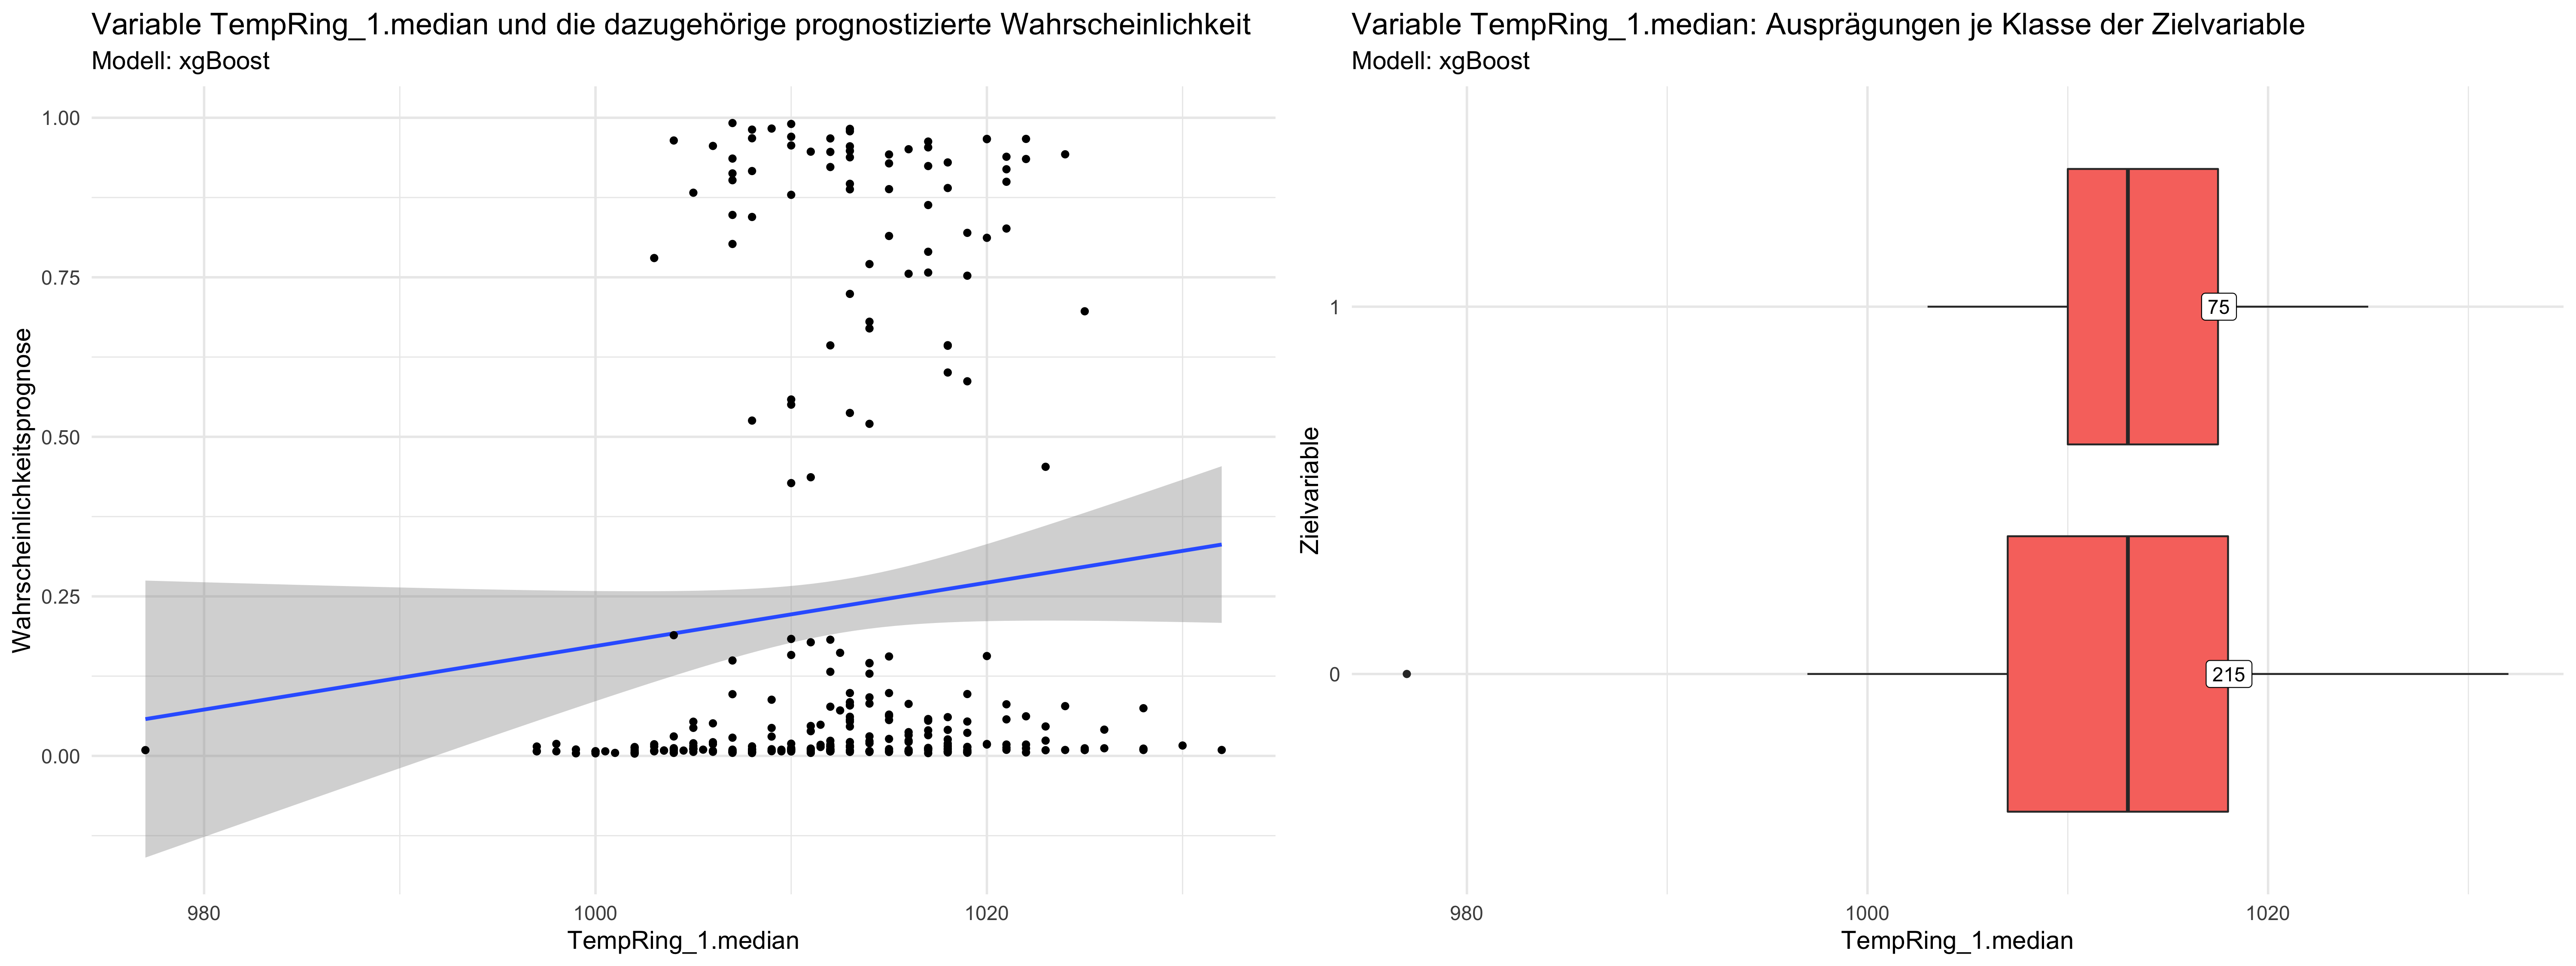 Variable TempRing_1.median und die dazugehörige prognostizierte Wahrscheinlichkeit
Modell: xgBoost
Wahrscheinlichkeitsprognose
1.00
0.75
0.50
0.25
0.00
980
1000
1020
TempRing_1.median
Variable TempRing_1.median: Ausprägungen je Klasse der Zielvariable
Modell: xgBoost
Zielvariable
1
0
75
215
980
1000
1020
TempRing_1.median